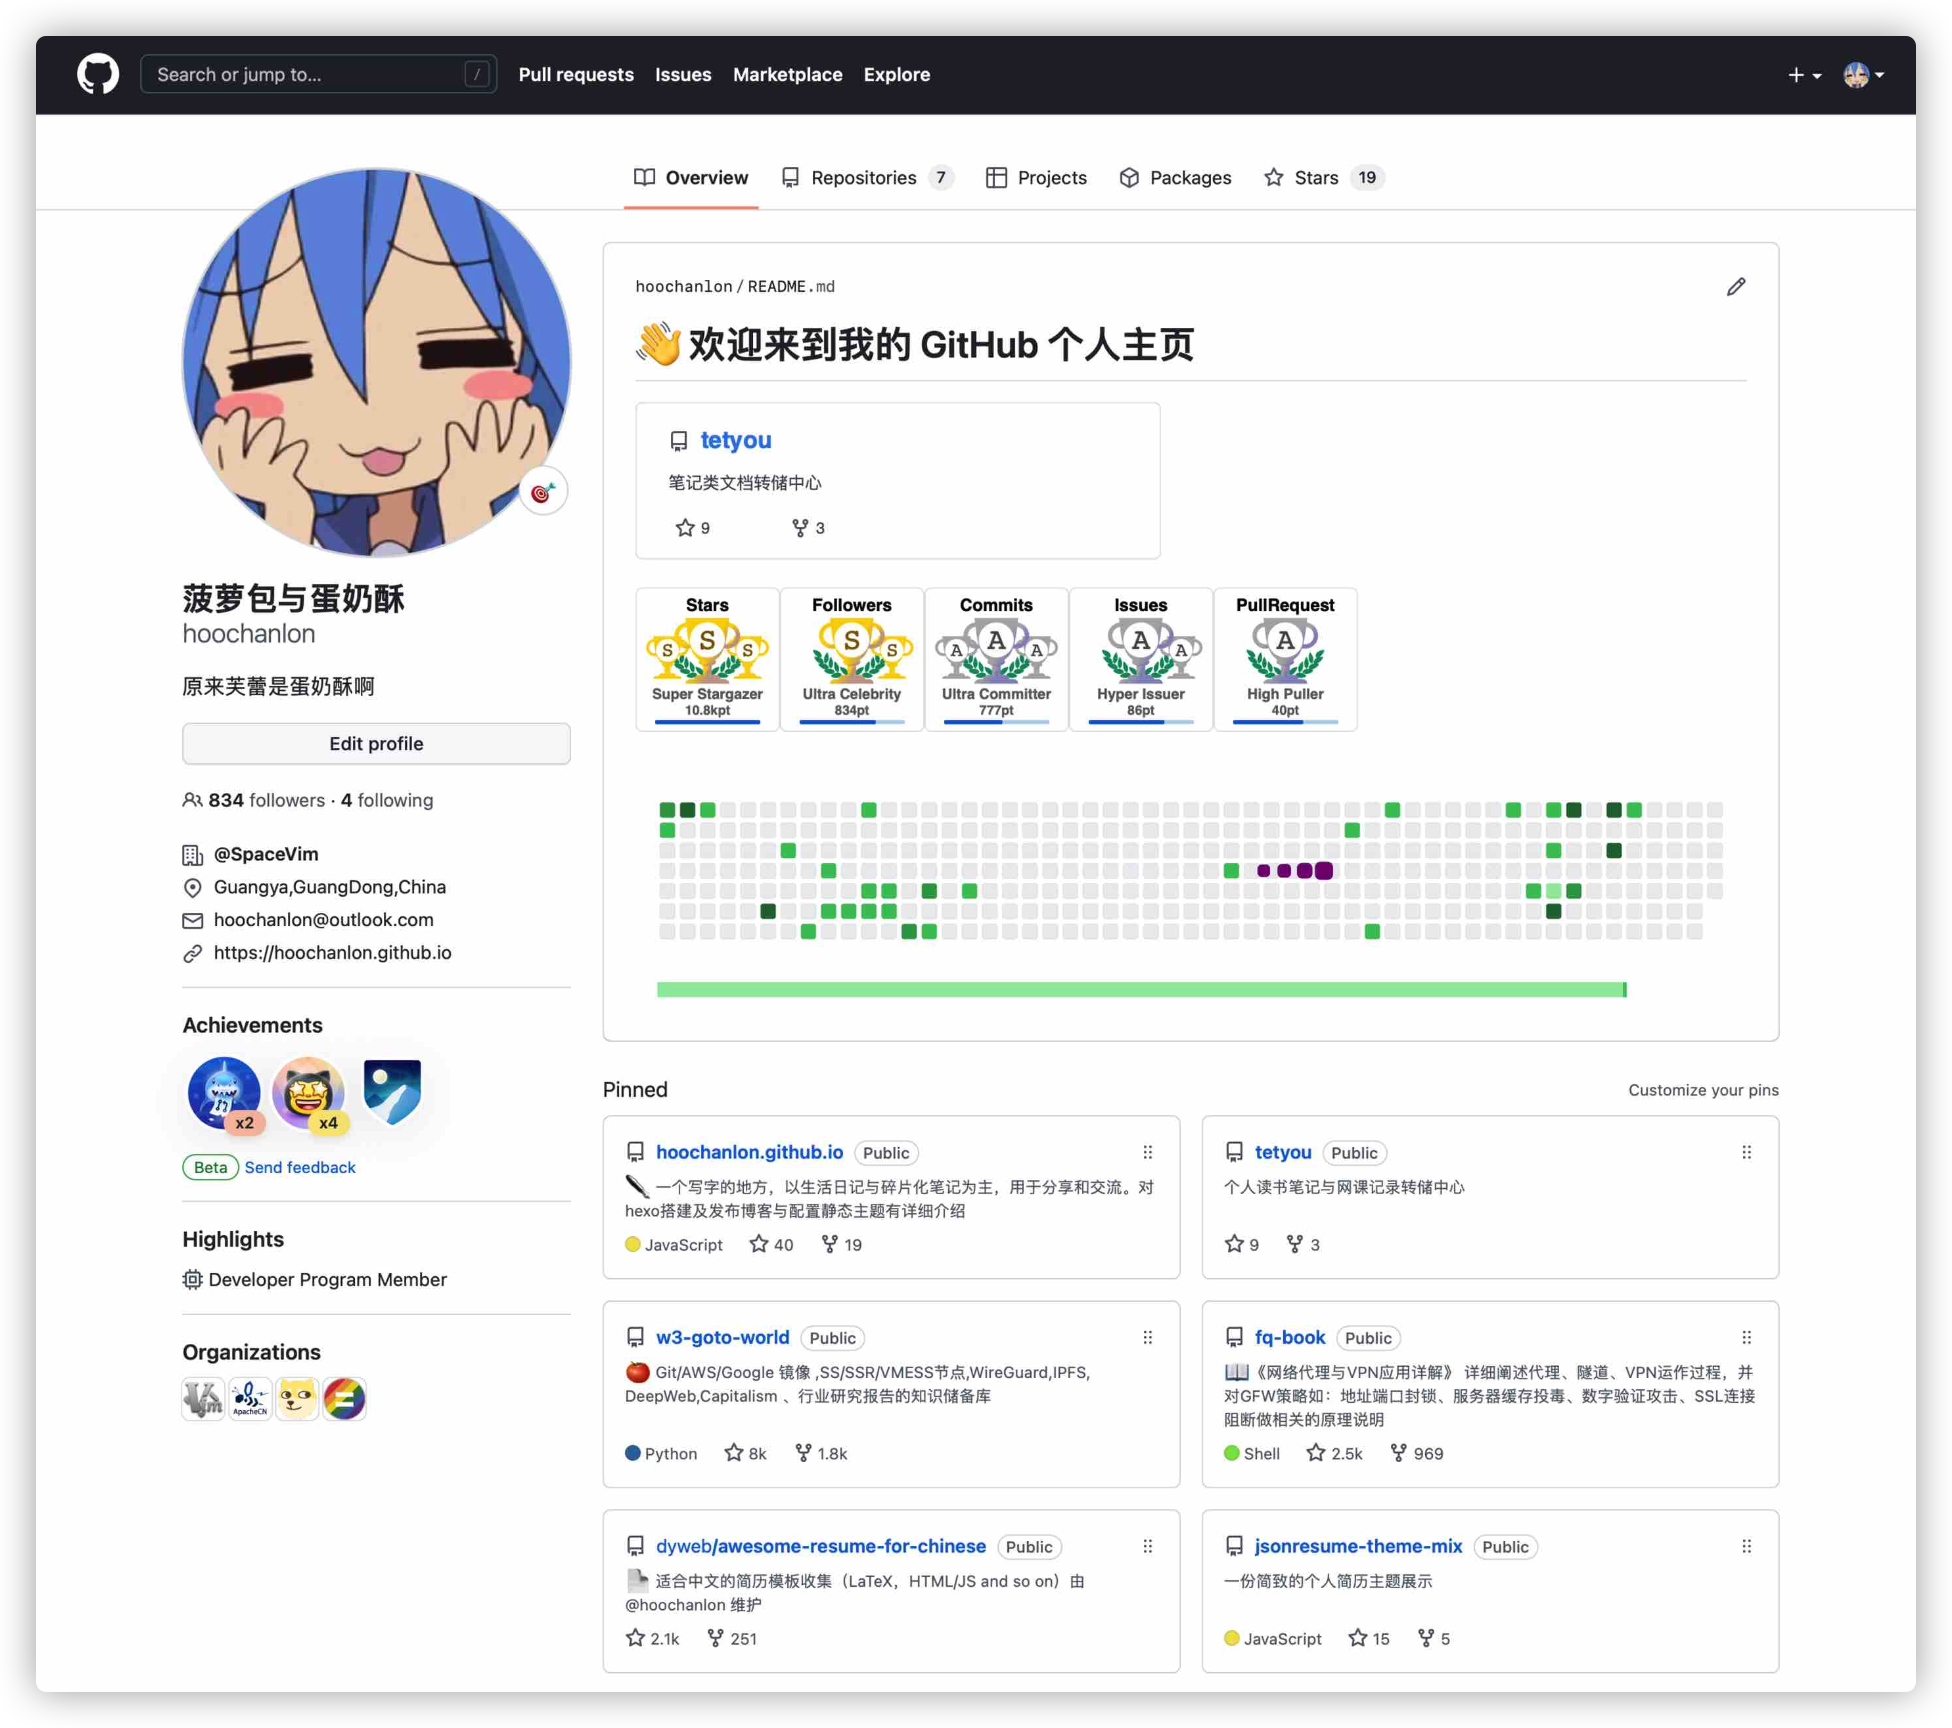 Search or jump to... /
Pull requests Issues Marketplace Explore
Overview Repositories 7 Projects Packages Stars 19
菠萝包与蛋奶酥
hoochanlon
原来芙蕾是蛋奶酥啊
Edit profile
834 followers · 4 following
@SpaceVim
Guangya,GuangDong,China
hoochanlon@outlook.com
https://hoochanlon.github.io
Achievements
x2 x4
Beta Send feedback
Highlights
Developer Program Member
Organizations
Vim ApacheCN
hoochanlon / README.md
👋 欢迎来到我的 GitHub 个人主页
tetyou
笔记类文档转储中心
9 3
Stars Followers Commits Issues PullRequest
S S S S S A A A A A A
Super Stargazer Ultra Celebrity Ultra Committer Hyper Issuer High Puller
10.8kpt 834pt 777pt 86pt 40pt
Pinned Customize your pins
hoochanlon.github.io Public
一个写字的地方，以生活日记与碎片化笔记为主，用于分享和交流。对
hexo搭建及发布博客与配置静态主题有详细介绍
JavaScript 40 19
tetyou Public
个人读书笔记与网课记录转储中心
9 3
w3-goto-world Public
🍅 Git/AWS/Google 镜像 ,SS/SSR/VMESS节点,WireGuard,IPFS,
DeepWeb,Capitalism 、行业研究报告的知识储备库
Python 8k 1.8k
fq-book Public
📖《网络代理与VPN应用详解》 详细阐述代理、隧道、VPN运作过程，并
对GFW策略如：地址端口封锁、服务器缓存投毒、数字验证攻击、SSL连接
阻断做相关的原理说明
Shell 2.5k 969
dyweb/awesome-resume-for-chinese Public
适合中文的简历模板收集（LaTeX，HTML/JS and so on）由
@hoochanlon 维护
2.1k 251
jsonresume-theme-mix Public
一份简致的个人简历主题展示
JavaScript 15 5